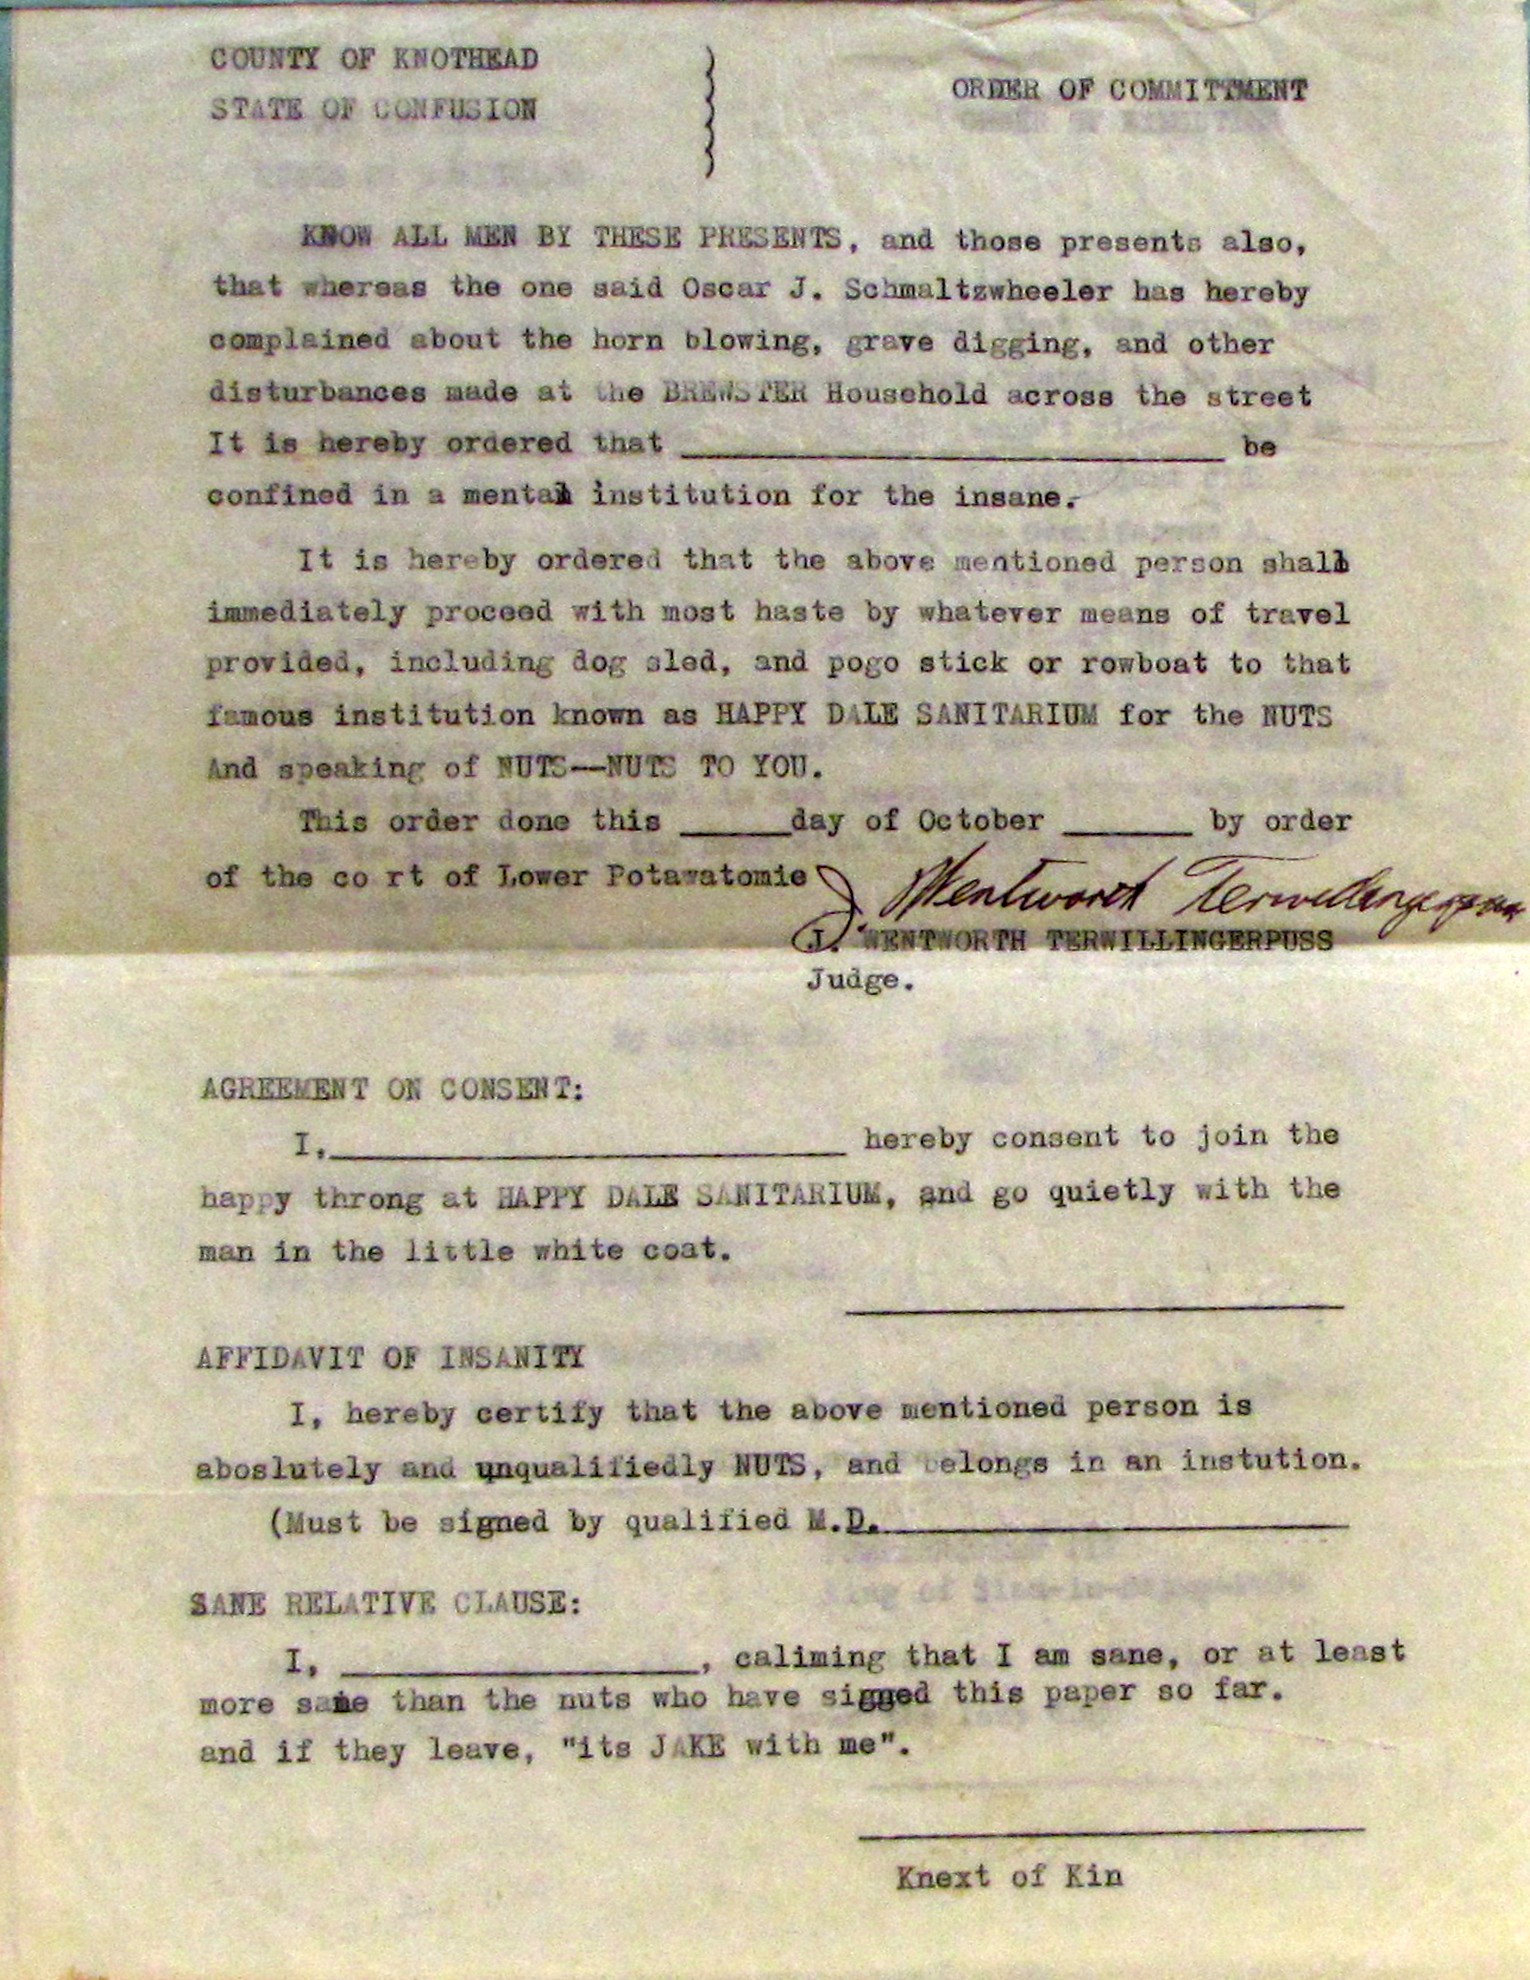 COUNTY OF KNOTHEAD
STATE OF CONFUSION
ORDER OF COMMITTMENT
KNOW ALL MEN BY THESE PRESENTS, and those presents also,
that whereas the one said Oscar J. Schmaltzwheeler has hereby
complained about the horn blowing, grave digging, and other
disturbances made at the BREWSTER Household across the street
It is hereby ordered that ____________________ be
confined in a mental institution for the insane.
It is hereby ordered that the above mentioned person shall
immediately proceed with most haste by whatever means of travel
provided, including dog sled, and pogo stick or rowboat to that
famous institution known as HAPPY DALE SANITARIUM for the NUTS
And speaking of NUTS--NUTS TO YOU.
This order done this _____day of October ______ by order
of the co rt of Lower Potawatomie
J. Wentworth Terwillingerpuss
J. WENTWORTH TERWILLINGERPUSS
Judge.
AGREEMENT ON CONSENT:
I,____________________ hereby consent to join the
happy throng at HAPPY DALE SANITARIUM, and go quietly with the
man in the little white coat.
AFFIDAVIT OF INSANITY
I, hereby certify that the above mentioned person is
aboslutely and unqualifiedly NUTS, and belongs in an instution.
(Must be signed by qualified M.D.____________________
SANE RELATIVE CLAUSE:
I, ________________, caliming that I am sane, or at least
more sane than the nuts who have signed this paper so far.
and if they leave, "its JAKE with me".
Knext of Kin